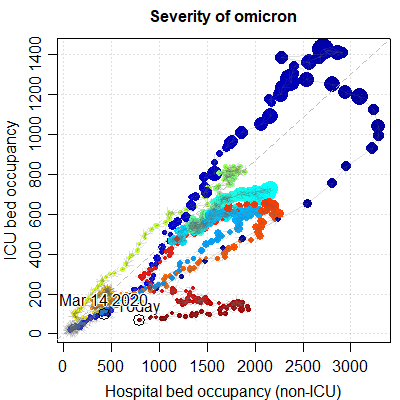 Severity of omicron
ICU bed occupancy
1400
1200
1000
800
600
400
200
0
Mar 14 2020
Today
0 500 1000 1500 2000 2500 3000
Hospital bed occupancy (non-ICU)